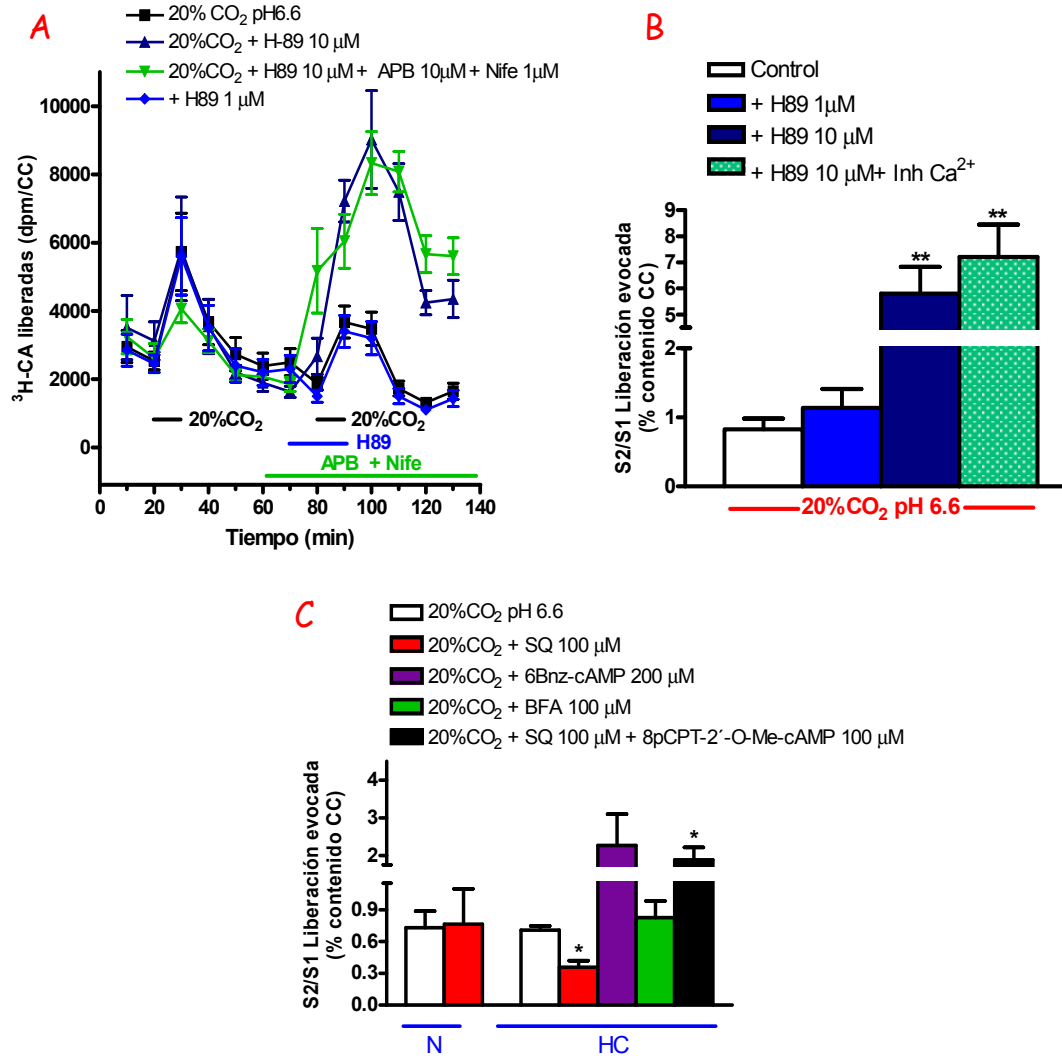 A
20% CO₂ pH6.6
20%CO₂ + H-89 10 µM
20%CO₂ + H89 10 µM + APB 10µM + Nife 1µM
+ H89 1 µM
³H-CA liberadas (dpm/CC)
10000
8000
6000
4000
2000
0
20%CO₂
20%CO₂
H89
APB + Nife
0 20 40 60 80 100 120 140
Tiempo (min)
B
Control
+ H89 1µM
+ H89 10 µM
+ H89 10 µM+ Inh Ca²⁺
S2/S1 Liberación evocada
(% contenido CC)
9
8
7
6
5
2
1
0
**
**
20%CO₂ pH 6.6
C
20%CO₂ pH 6.6
20%CO₂ + SQ 100 µM
20%CO₂ + 6Bnz-cAMP 200 µM
20%CO₂ + BFA 100 µM
20%CO₂ + SQ 100 µM + 8pCPT-2´-O-Me-cAMP 100 µM
S2/S1 Liberación evocada
(% contenido CC)
4
3
2
0.9
0.6
0.3
0.0
*
*
N
HC